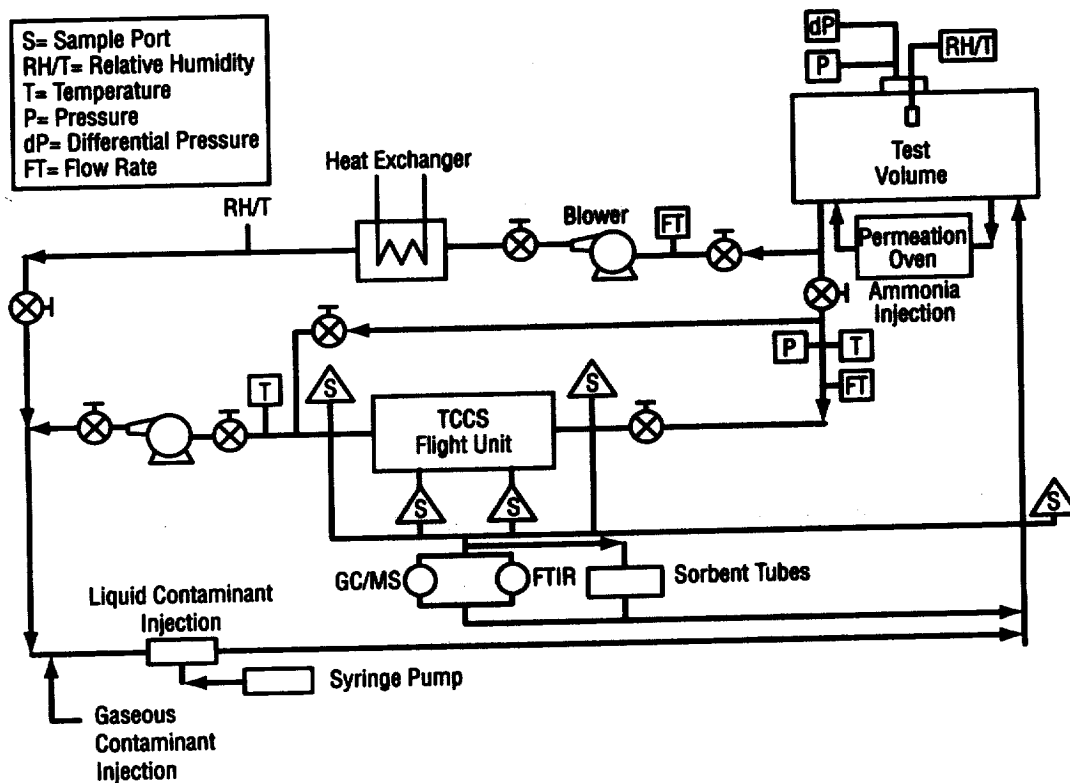 S= Sample Port
RH/T= Relative Humidity
T= Temperature
P= Pressure
dP= Differential Pressure
FT= Flow Rate
dP
P
RH/T
Test
Volume
Heat Exchanger
RH/T
Blower
FT
Permeation
Oven
Ammonia
Injection
P
T
FT
T
S
S
TCCS
Flight Unit
S
S
S
GC/MS
FTIR
Sorbent Tubes
Liquid Contaminant
Injection
Syringe Pump
Gaseous
Contaminant
Injection